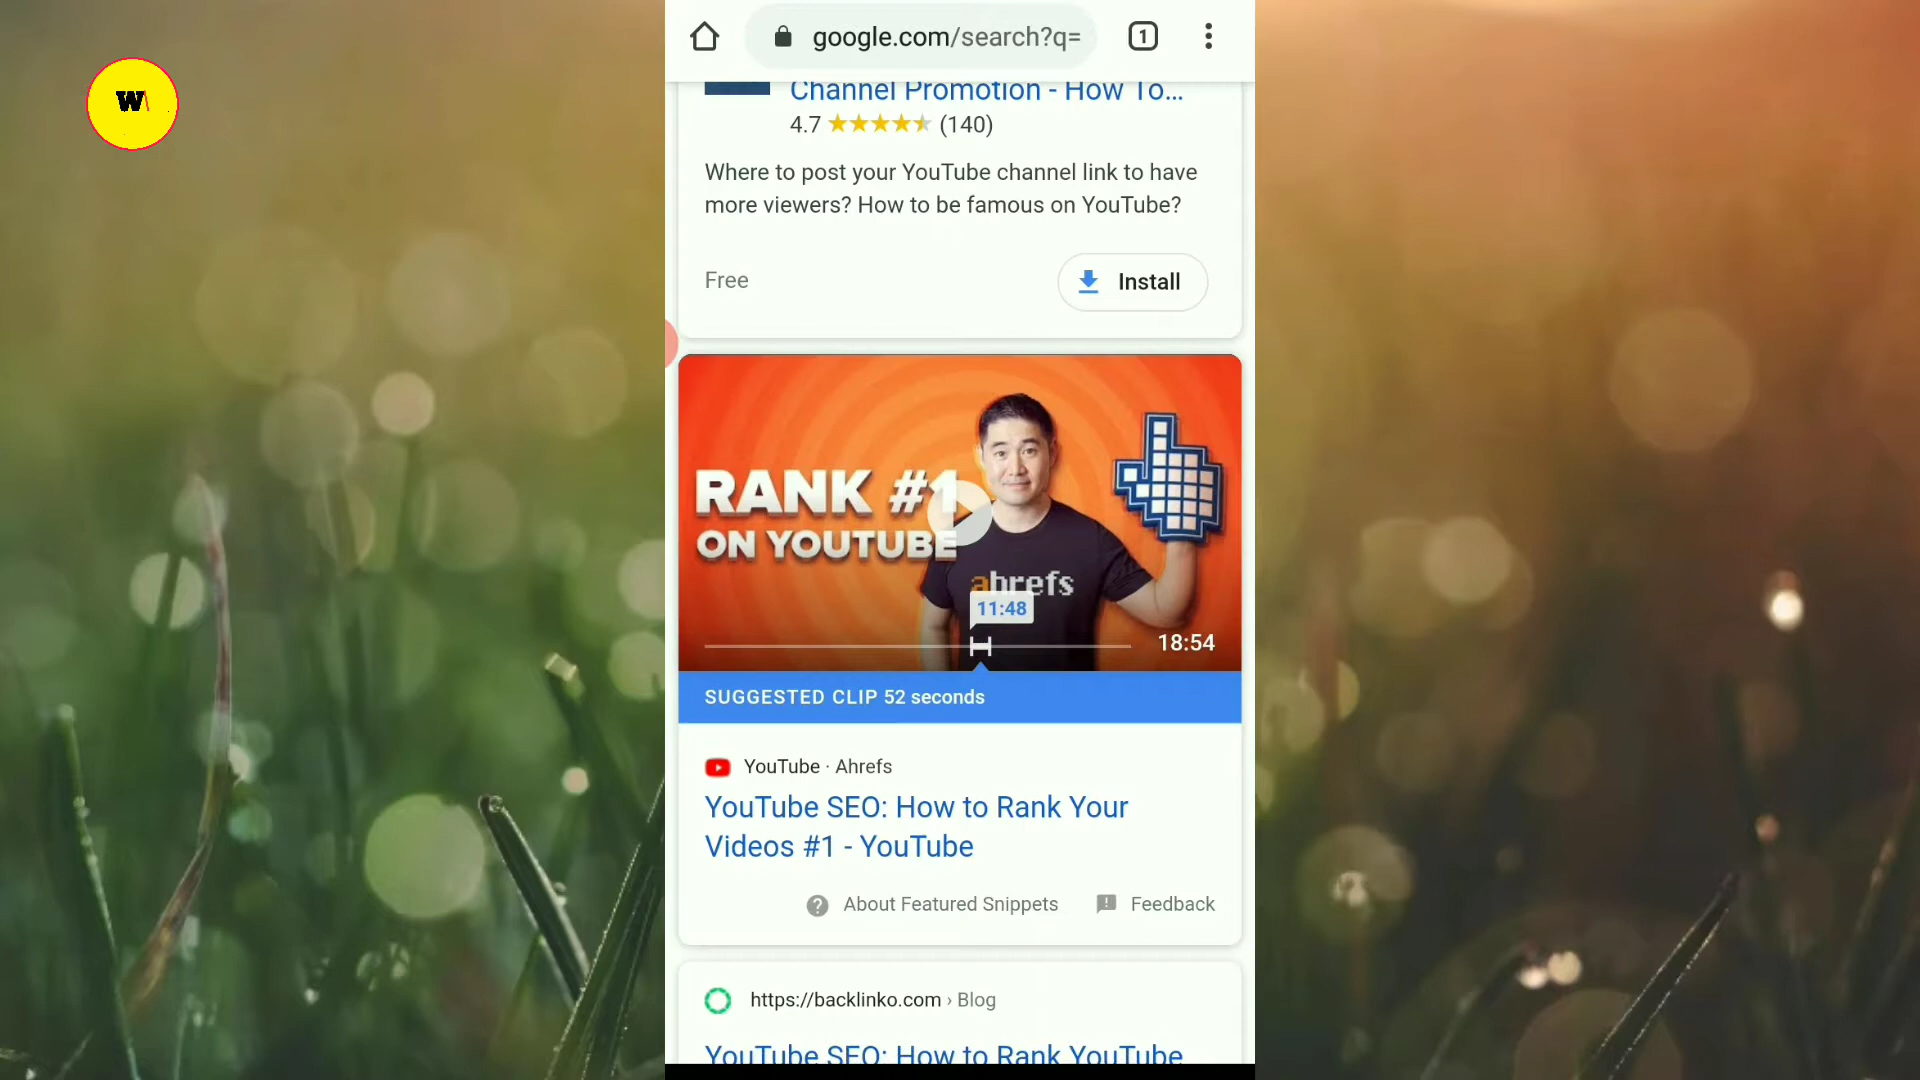 W
google.com/search?q=
1
Channel Promotion - How To...
4.7 (140)
Where to post your YouTube channel link to have
more viewers? How to be famous on YouTube?
Free
Install
RANK #1
ON YOUTUBE
ahrefs
11:48
18:54
SUGGESTED CLIP 52 seconds
YouTube · Ahrefs
YouTube SEO: How to Rank Your
Videos #1 - YouTube
About Featured Snippets
Feedback
https://backlinko.com › Blog
YouTube SEO: How to Rank YouTube